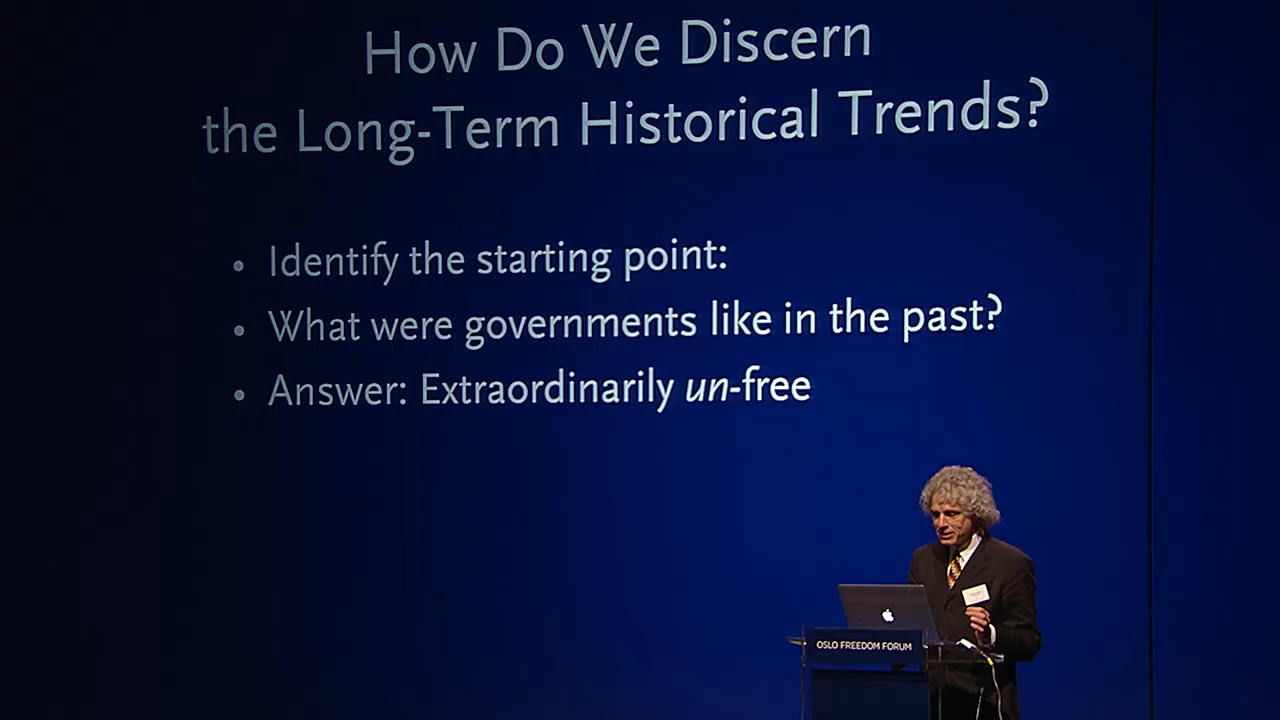 How Do We Discern
the Long-Term Historical Trends?
• Identify the starting point:
• What were governments like in the past?
• Answer: Extraordinarily un-free
OSLO FREEDOM FORUM